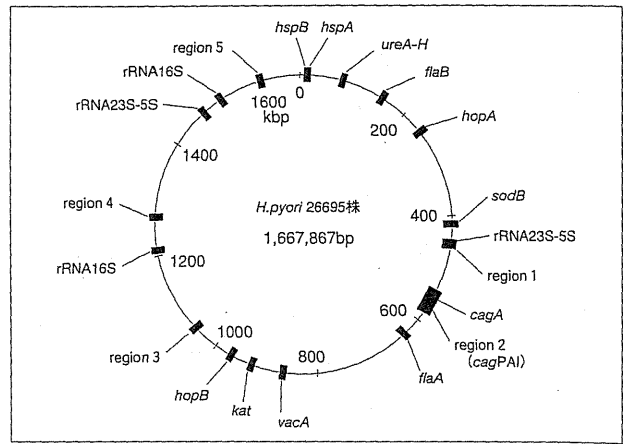 hspB hspA
ureA-H
flaB
hopA
sodB
rRNA23S-5S
region 1
cagA
region 2
(cagPAI)
flaA
vacA
kat
hopB
region 3
rRNA16S
region 4
rRNA23S-5S
rRNA16S
region 5
0
200
400
600
800
1000
1200
1400
1600
kbp
H.pyori 26695株
1,667,867bp